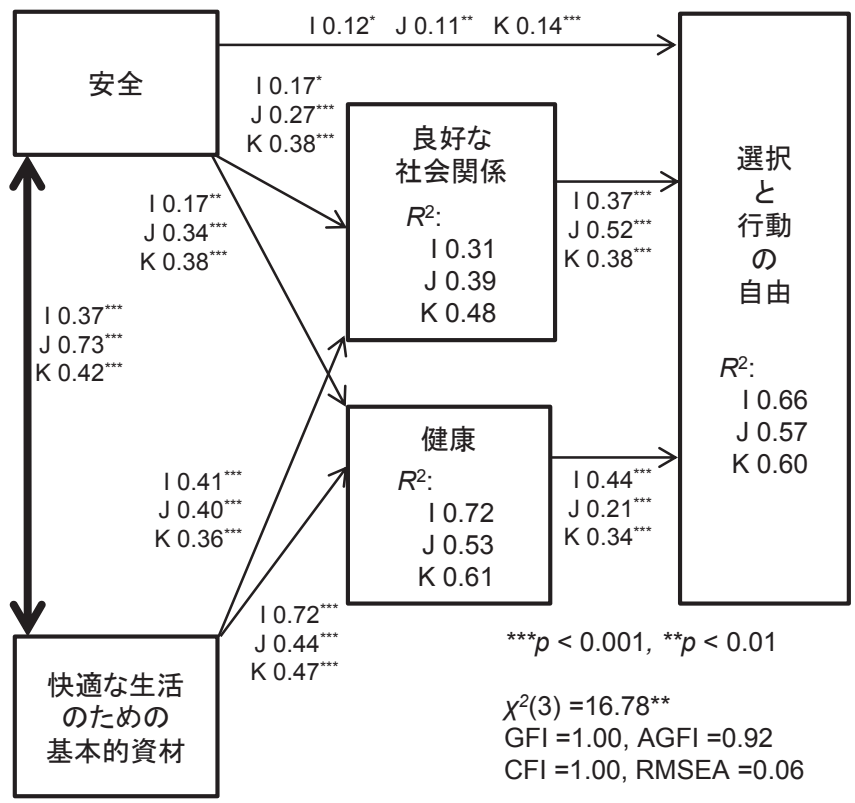 I 0.12* J 0.11** K 0.14***
安全
I 0.17*
J 0.27***
K 0.38***
良好な
社会関係
R²:
I 0.31
J 0.39
K 0.48
I 0.17**
J 0.34***
K 0.38***
I 0.37***
J 0.52***
K 0.38***
選択
と
行動
の
自由
R²:
I 0.66
J 0.57
K 0.60
I 0.37***
J 0.73***
K 0.42***
健康
R²:
I 0.72
J 0.53
K 0.61
I 0.41***
J 0.40***
K 0.36***
I 0.44***
J 0.21***
K 0.34***
I 0.72***
J 0.44***
K 0.47***
快適な生活
のための
基本的資材
***p < 0.001, **p < 0.01
χ²(3) =16.78**
GFI =1.00, AGFI =0.92
CFI =1.00, RMSEA =0.06